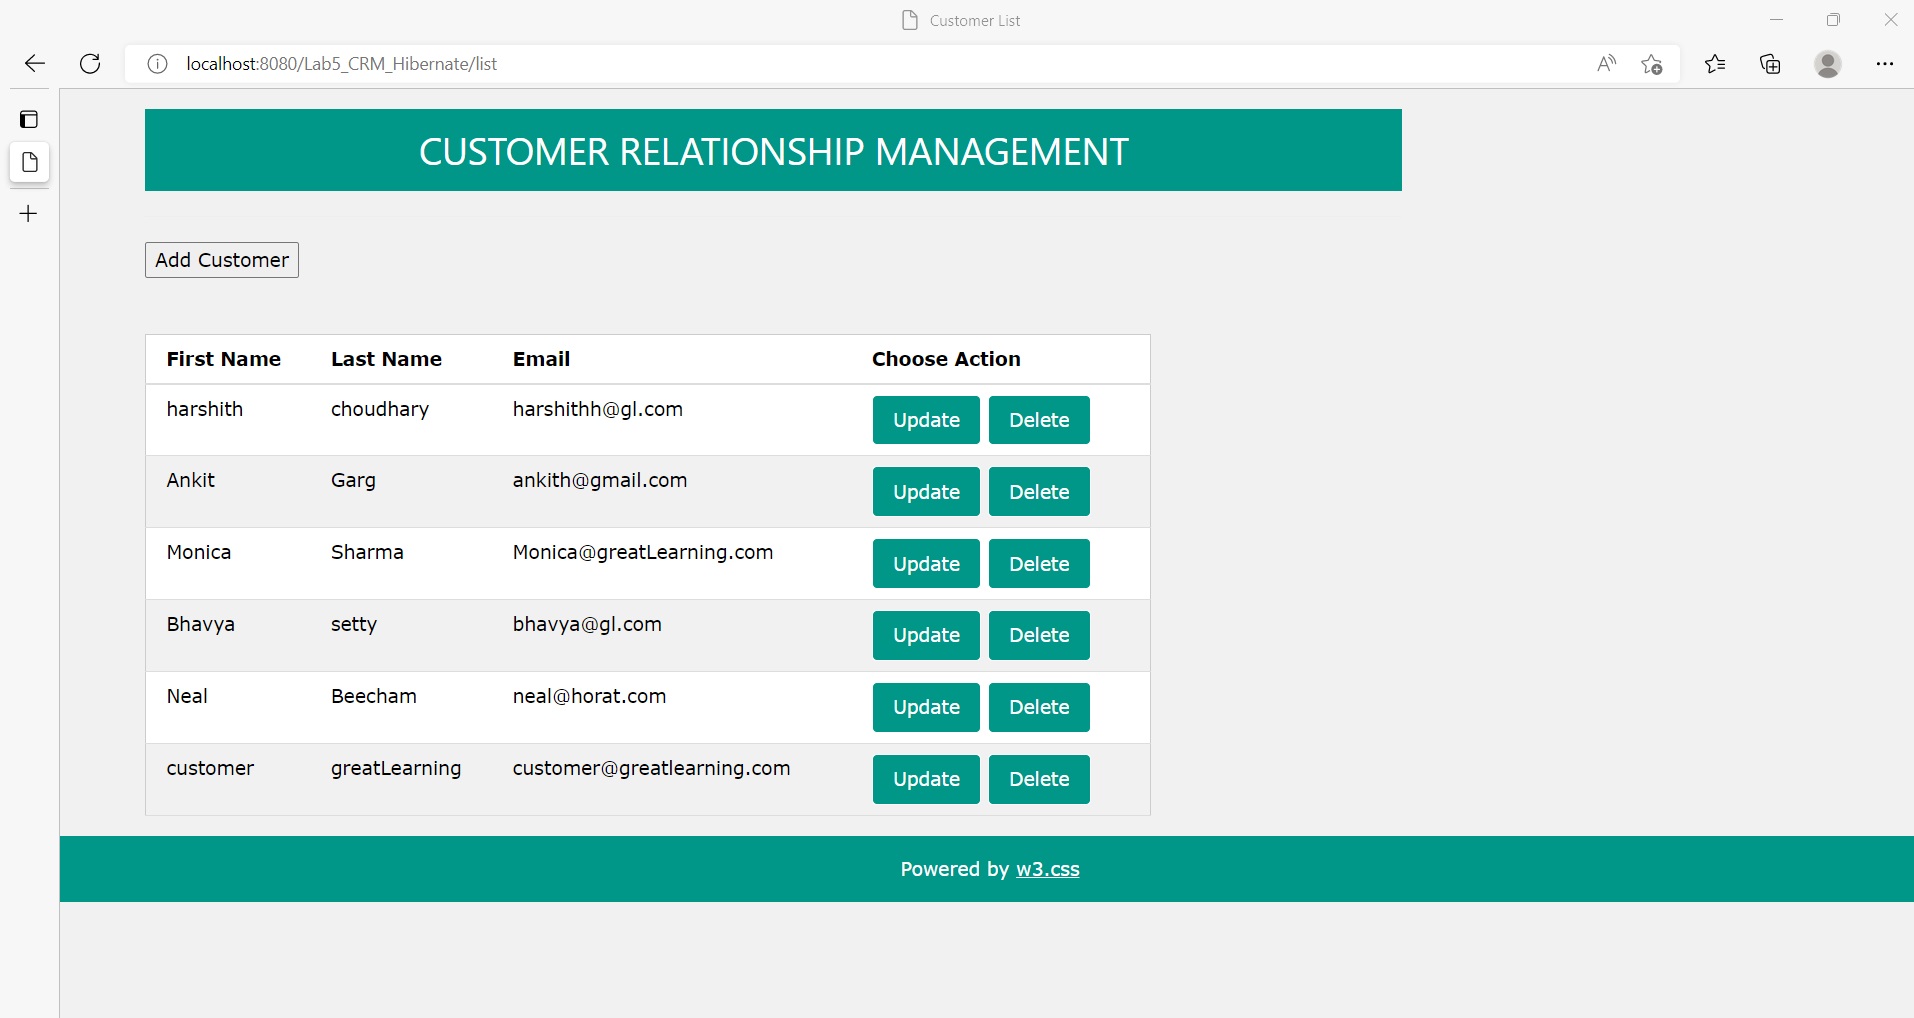 Customer List
localhost:8080/Lab5_CRM_Hibernate/list
CUSTOMER RELATIONSHIP MANAGEMENT
Add Customer
First Name Last Name Email Choose Action
harshith choudhary harshithh@gl.com Update Delete
Ankit Garg ankith@gmail.com Update Delete
Monica Sharma Monica@greatLearning.com Update Delete
Bhavya setty bhavya@gl.com Update Delete
Neal Beecham neal@horat.com Update Delete
customer greatLearning customer@greatlearning.com Update Delete
Powered by w3.css